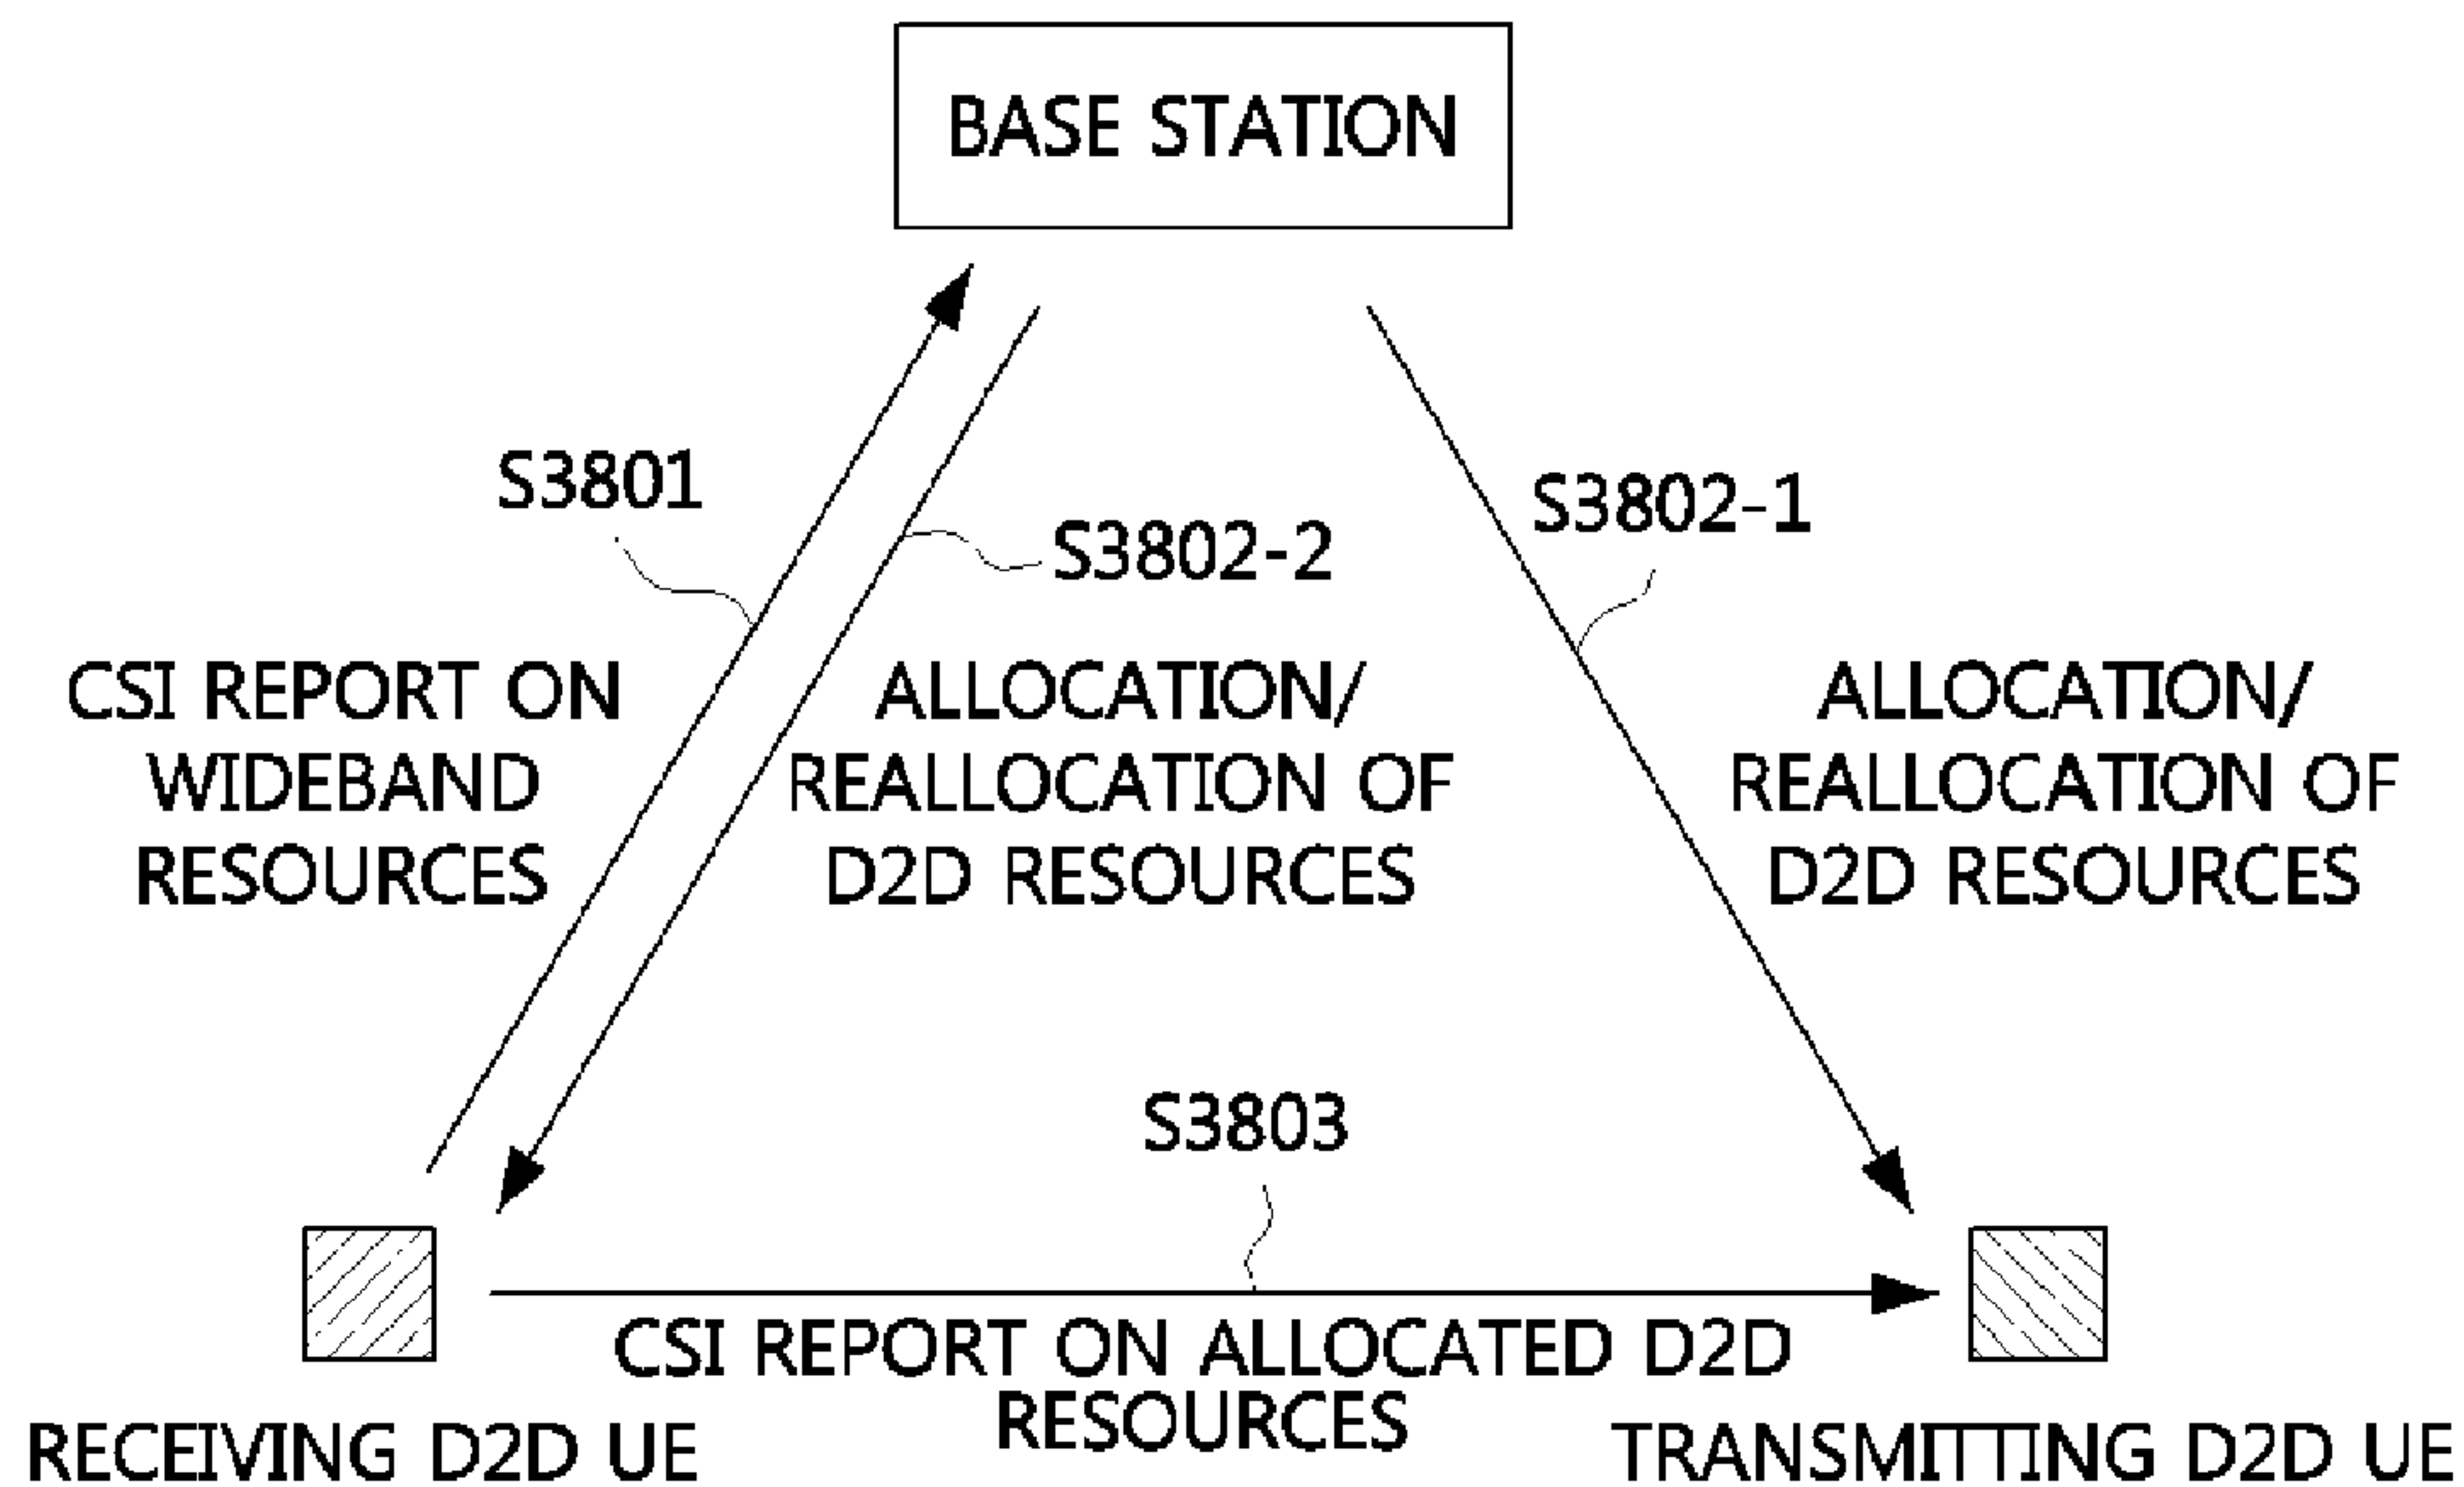 BASE STATION
S3801
S3802-2
S3802-1
CSI REPORT ON
WIDEBAND
RESOURCES
ALLOCATION/
REALLOCATION OF
D2D RESOURCES
ALLOCATION/
REALLOCATION OF
D2D RESOURCES
S3803
CSI REPORT ON ALLOCATED D2D
RESOURCES
RECEIVING D2D UE
TRANSMITTING D2D UE